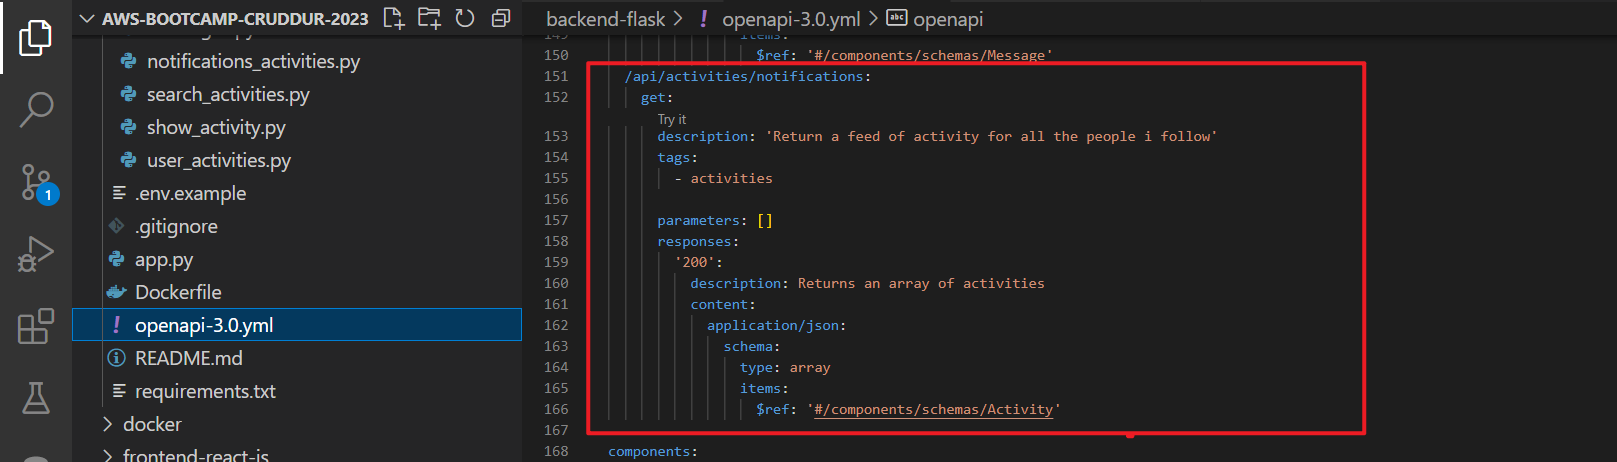 AWS-BOOTCAMP-CRUDDUR-2023
notifications_activities.py
search_activities.py
show_activity.py
user_activities.py
.env.example
.gitignore
app.py
Dockerfile
! openapi-3.0.yml
README.md
requirements.txt
docker
frontend-react-js
1
backend-flask > ! openapi-3.0.yml > abc openapi
149 items:
150 $ref: '#/components/schemas/Message'
151 /api/activities/notifications:
152 get:
Try it
153 description: 'Return a feed of activity for all the people i follow'
154 tags:
155 - activities
156
157 parameters: []
158 responses:
159 '200':
160 description: Returns an array of activities
161 content:
162 application/json:
163 schema:
164 type: array
165 items:
166 $ref: '#/components/schemas/Activity'
167
168 components: